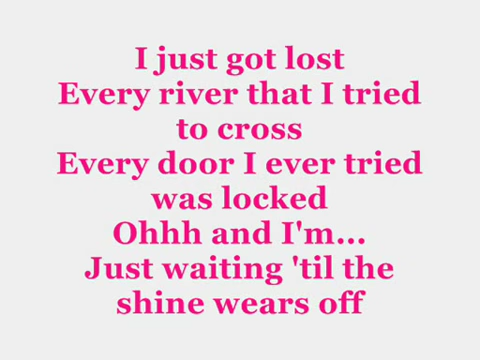 I just got lost
Every river that I tried
to cross
Every door I ever tried
was locked
Ohhh and I'm...
Just waiting 'til the
shine wears off